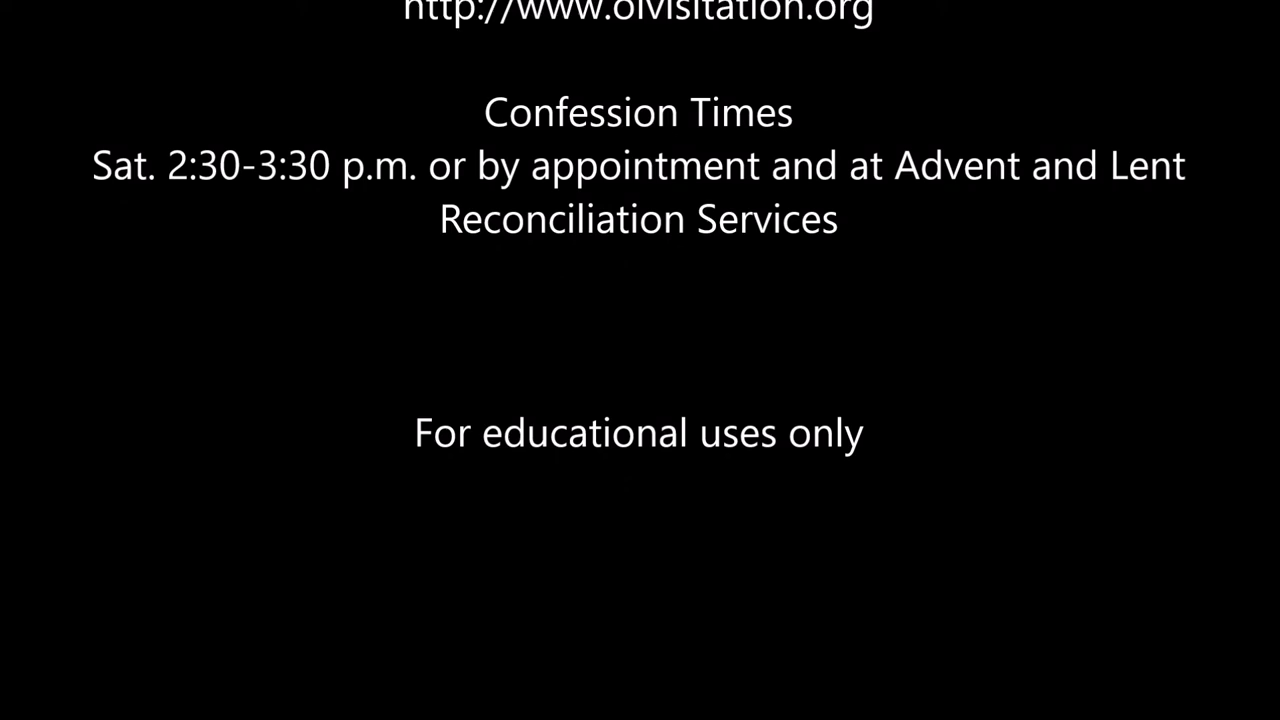 http://www.olvisitation.org
Confession Times
Sat. 2:30-3:30 p.m. or by appointment and at Advent and Lent
Reconciliation Services
For educational uses only